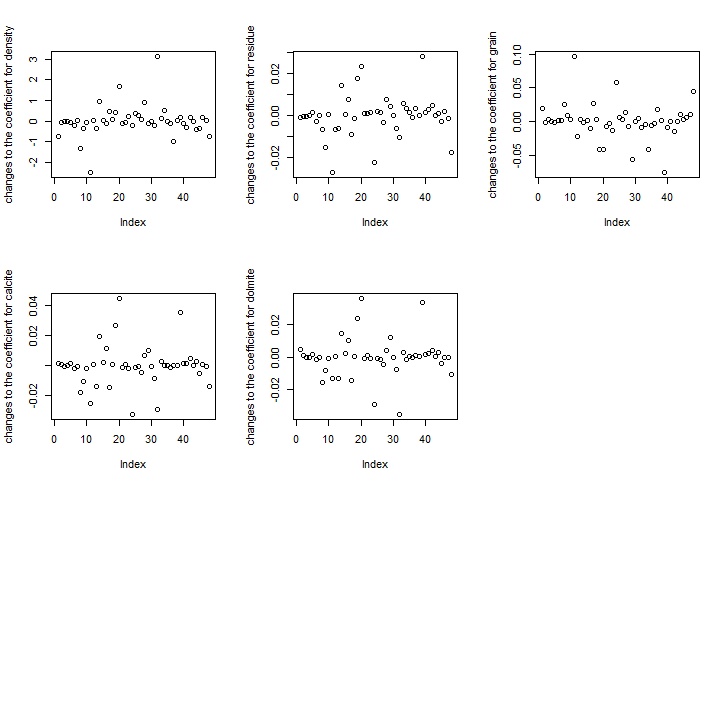 changes to the coefficient for density
3
2
1
0
-1
-2
0 10 20 30 40
Index
changes to the coefficient for residue
0.02
0.00
-0.02
0 10 20 30 40
Index
changes to the coefficient for grain
0.10
0.05
0.00
-0.05
0 10 20 30 40
Index
changes to the coefficient for calcite
0.04
0.02
-0.02
0 10 20 30 40
Index
changes to the coefficient for dolmite
0.02
0.00
-0.02
0 10 20 30 40
Index